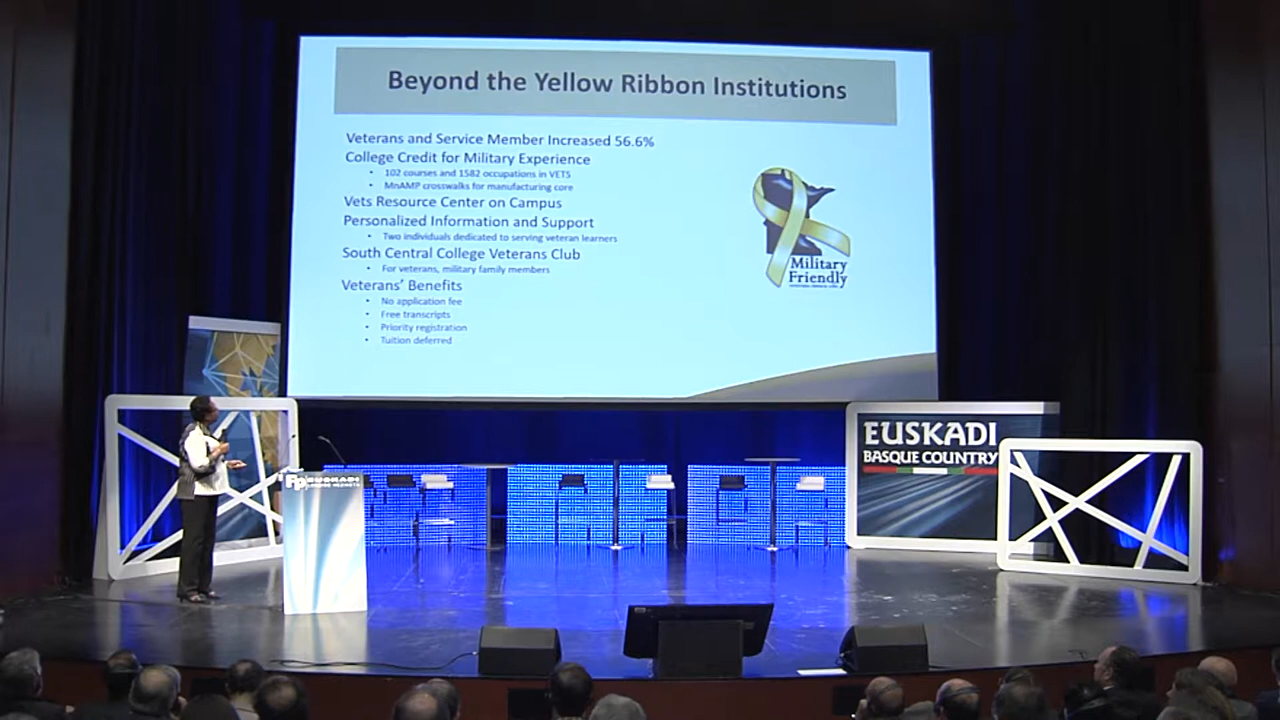 Beyond the Yellow Ribbon Institutions
Veterans and Service Member Increased 56.6%
College Credit for Military Experience
• 102 courses and 1582 occupations in VETS
• MnAMP crosswalks for manufacturing core
Vets Resource Center on Campus
Personalized Information and Support
• Two individuals dedicated to serving veteran learners
South Central College Veterans Club
• For veterans, military family members
Veterans' Benefits
• No application fee
• Free transcripts
• Priority registration
• Tuition deferred
Military
Friendly
EUSKADI
BASQUE COUNTRY
FP EUSKADI